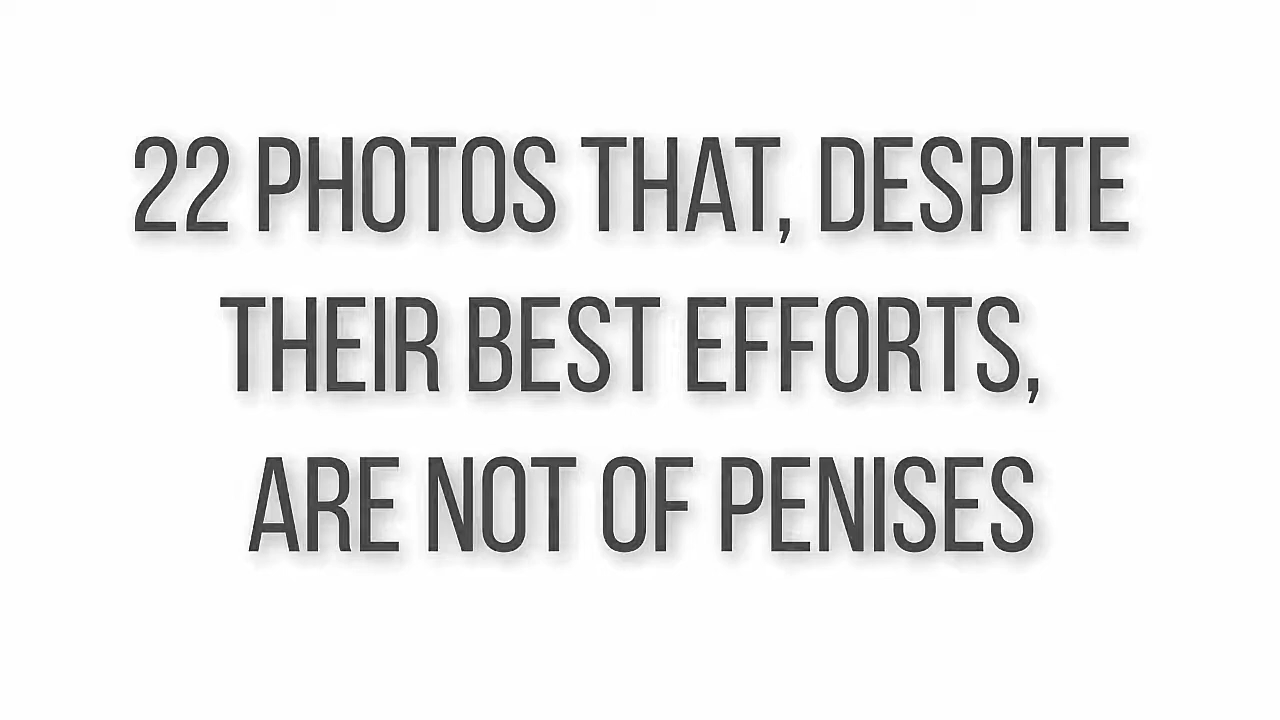 22 PHOTOS THAT, DESPITE
THEIR BEST EFFORTS,
ARE NOT OF PENISES